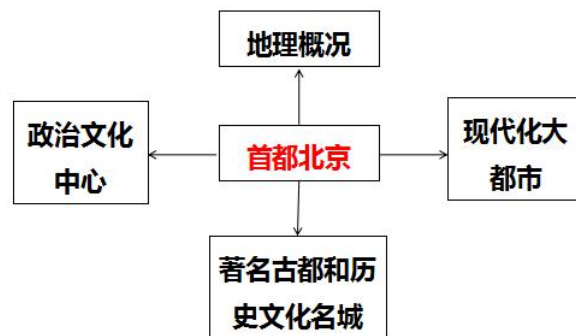 地理概况
政治文化
中心
首都北京
现代化大
都市
著名古都和历
史文化名城